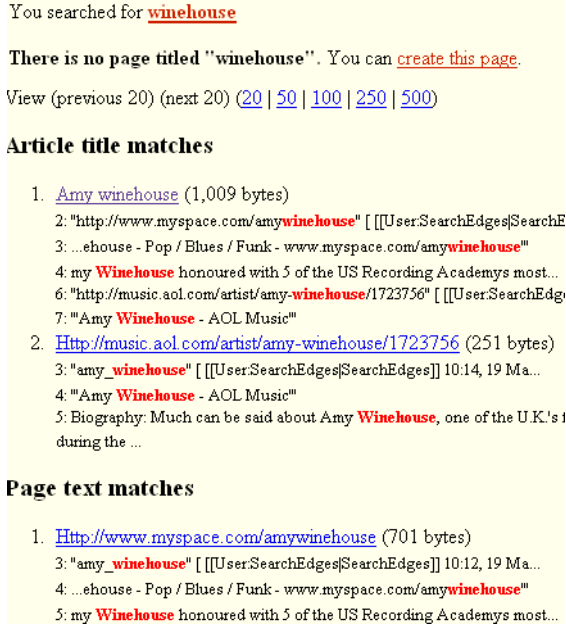 You searched for winehouse
There is no page titled "winehouse". You can create this page.
View (previous 20) (next 20) (20 | 50 | 100 | 250 | 500)
Article title matches
1. Amy winehouse (1,009 bytes)
2: "http://www.myspace.com/amywinehouse" [ [[User:SearchEdges|SearchE
3: ...ehouse - Pop / Blues / Funk - www.myspace.com/amywinehouse'"
4: my Winehouse honoured with 5 of the US Recording Academys most...
6: "http://music.aol.com/artist/amy-winehouse/1723756" [ [[User:SearchEdge
7: '"Amy Winehouse - AOL Music'"
2. Http://music.aol.com/artist/amy-winehouse/1723756 (251 bytes)
3: "amy_winehouse" [ [[User:SearchEdges|SearchEdges]] 10:14, 19 Ma...
4: '"Amy Winehouse - AOL Music'"
5: Biography: Much can be said about Amy Winehouse, one of the U.K.'s f
during the ...
Page text matches
1. Http://www.myspace.com/amywinehouse (701 bytes)
3: "amy_winehouse" [ [[User:SearchEdges|SearchEdges]] 10:12, 19 Ma...
4: ...ehouse - Pop / Blues / Funk - www.myspace.com/amywinehouse'"
5: my Winehouse honoured with 5 of the US Recording Academys most...